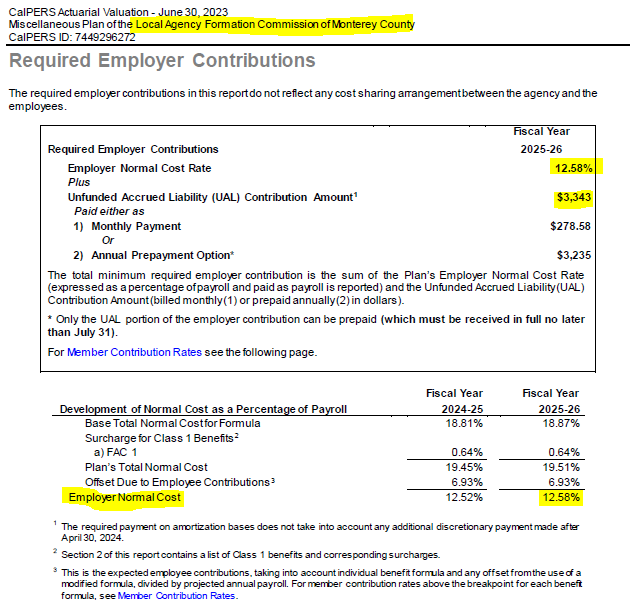 CalPERS Actuarial Valuation - June 30, 2023
Miscellaneous Plan of the Local Agency Formation Commission of Monterey County
CalPERS ID: 7449296272
Required Employer Contributions
The required employer contributions in this report do not reflect any cost sharing arrangement between the agency and the
employees.
Fiscal Year
Required Employer Contributions 2025-26
Employer Normal Cost Rate 12.58%
Plus
Unfunded Accrued Liability (UAL) Contribution Amount¹ $3,343
Paid either as
1) Monthly Payment $278.58
Or
2) Annual Prepayment Option* $3,235
The total minimum required employer contribution is the sum of the Plan's Employer Normal Cost Rate
(expressed as a percentage of payroll and paid as payroll is reported) and the Unfunded Accrued Liability (UAL)
Contribution Amount (billed monthly (1) or prepaid annually (2) in dollars).
* Only the UAL portion of the employer contribution can be prepaid (which must be received in full no later
than July 31).
For Member Contribution Rates see the following page.
Fiscal Year Fiscal Year
Development of Normal Cost as a Percentage of Payroll 2024-25 2025-26
Base Total Normal Cost for Formula 18.81% 18.87%
Surcharge for Class 1 Benefits²
a) FAC 1 0.64% 0.64%
Plan's Total Normal Cost 19.45% 19.51%
Offset Due to Employee Contributions³ 6.93% 6.93%
Employer Normal Cost 12.52% 12.58%
¹ The required payment on amortization bases does not take into account any additional discretionary payment made after
April 30, 2024.
² Section 2 of this report contains a list of Class 1 benefits and corresponding surcharges.
³ This is the expected employee contributions, taking into account individual benefit formula and any offset from the use of a
modified formula, divided by projected annual payroll. For member contribution rates above the breakpoint for each benefit
formula, see Member Contribution Rates.